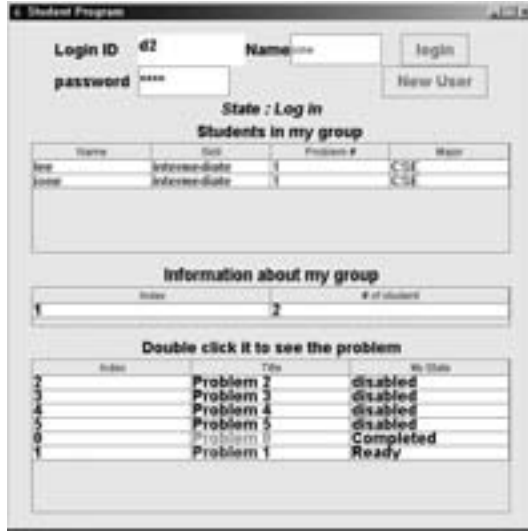 Student Program
Login ID d2 Name login
password **** New User
State : Log in
Students in my group
Name Skill Problem # Major
lee intermediate 1 CSE
intermediate 1 CSE
Information about my group
Index # of student
1 2
Double click it to see the problem
Index Title My State
2 Problem 2 disabled
3 Problem 3 disabled
4 Problem 4 disabled
5 Problem 5 disabled
0 Problem 0 Completed
1 Problem 1 Ready